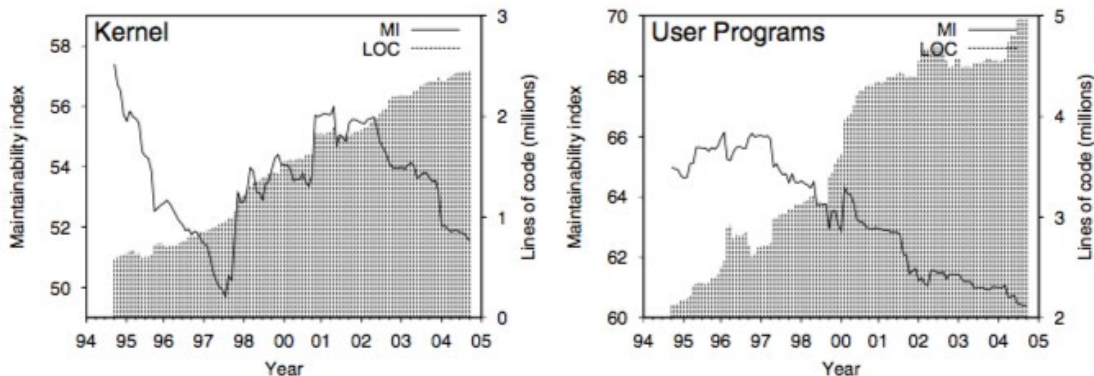 Kernel
MI
LOC
58
56
54
52
50
Maintainability index
3
2
1
0
Lines of code (millions)
94 95 96 97 98 99 00 01 02 03 04 05
Year
User Programs
MI
LOC
70
68
66
64
62
60
Maintainability index
5
4
3
2
Lines of code (millions)
94 95 96 97 98 99 00 01 02 03 04 05
Year